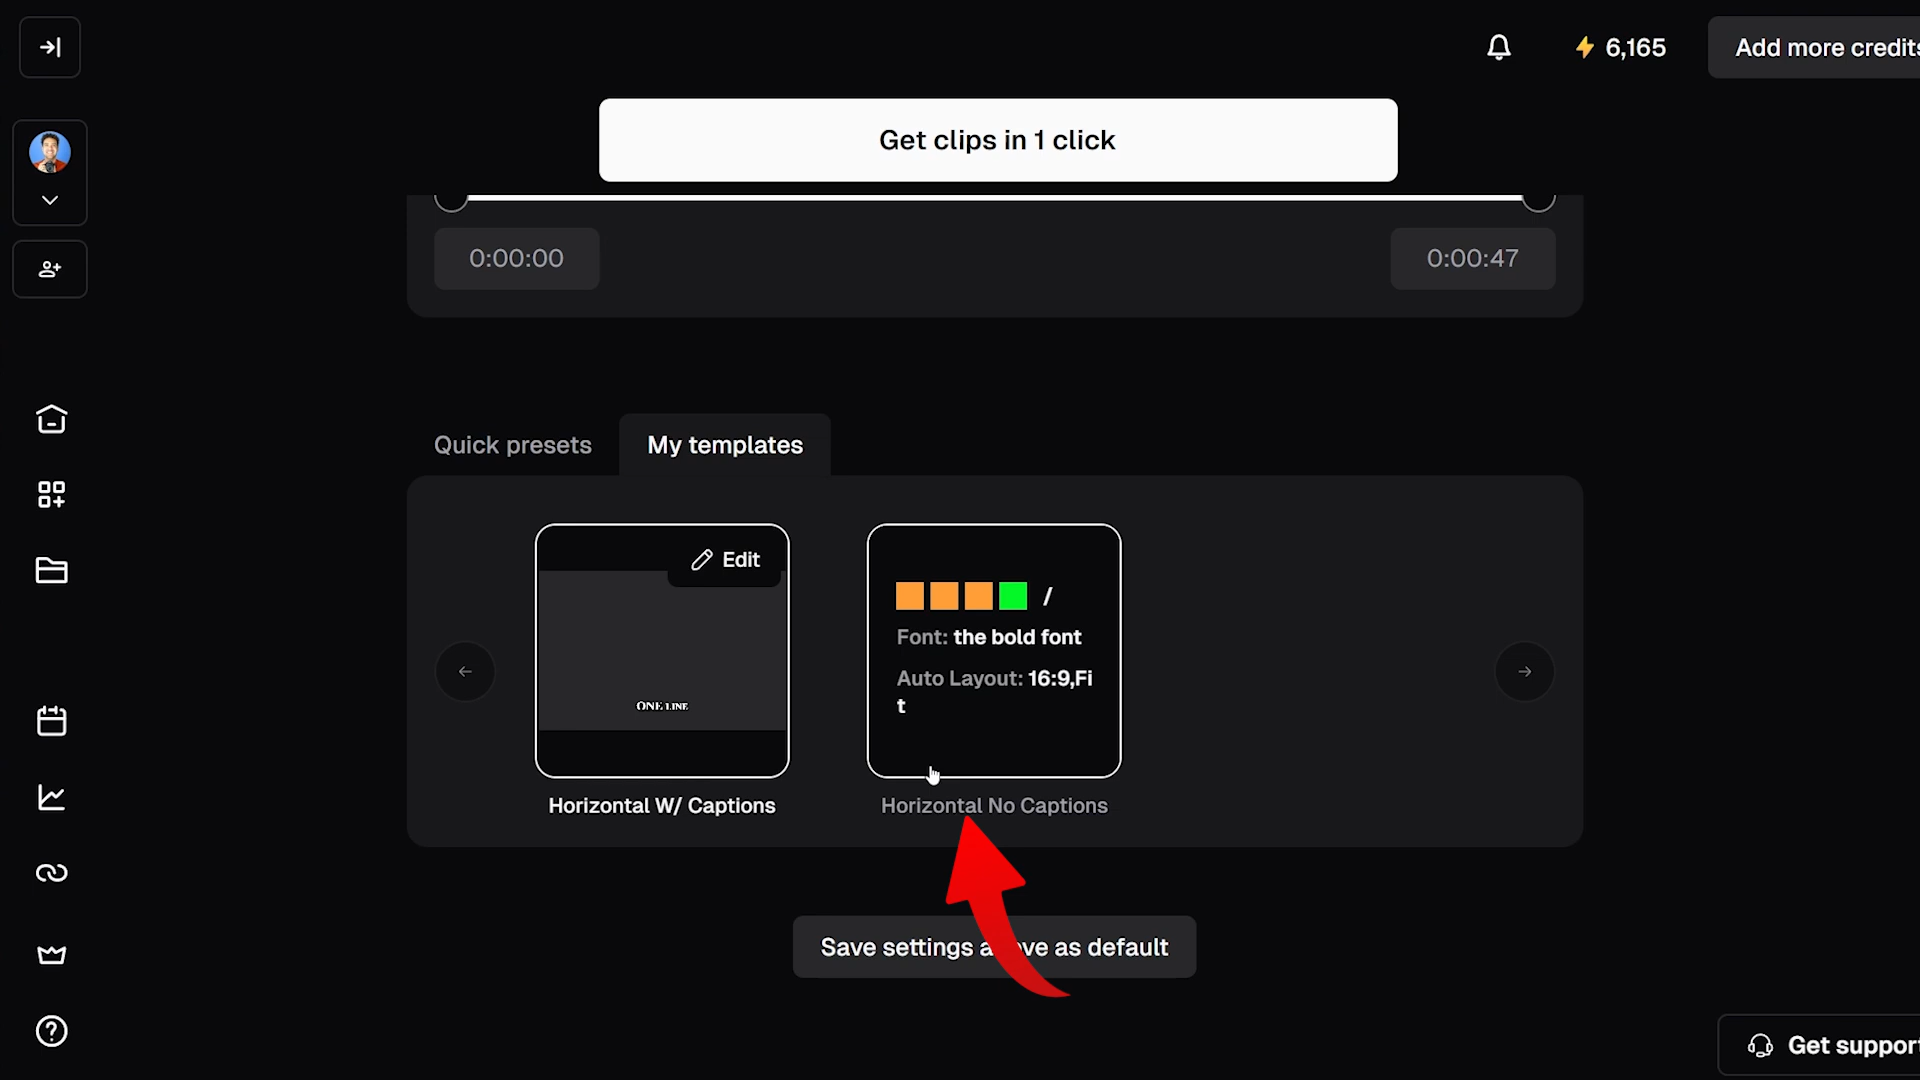 6,165
Add more credits
Get clips in 1 click
0:00:00
0:00:47
Quick presets
My templates
Edit
ONE LINE
Horizontal W/ Captions
/
Font: the bold font
Auto Layout: 16:9,Fi
t
Horizontal No Captions
Save settings a ve as default
Get support